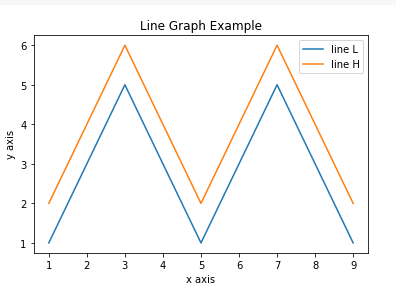 Line Graph Example
line L
line H
6
5
4
3
2
1
y axis
1 2 3 4 5 6 7 8 9
x axis